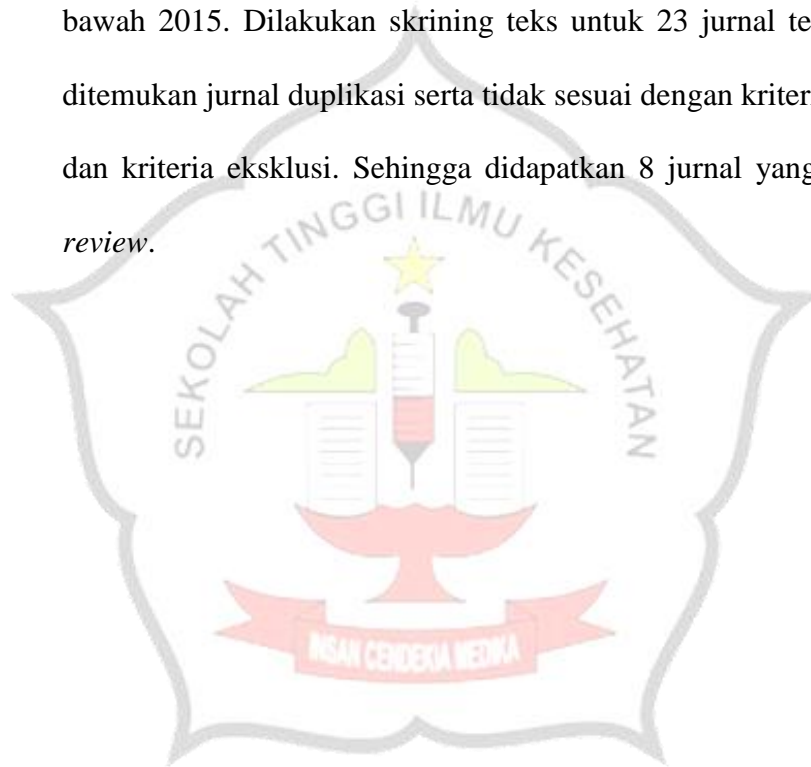 bawah 2015. Dilakukan skrining teks untuk 23 jurnal te
ditemukan jurnal duplikasi serta tidak sesuai dengan kriteri
dan kriteria eksklusi. Sehingga didapatkan 8 jurnal yang
review.
SEKOLAH TINGGI ILMU KESEHATAN
INSAN CENDEKIA MEDIKA